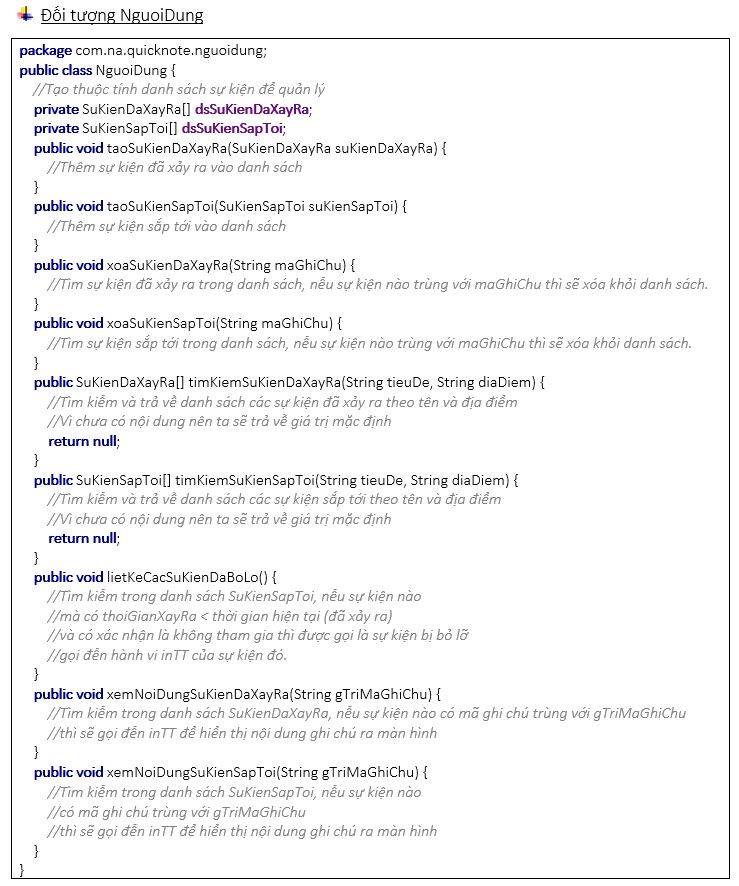 Đối tượng NguoiDung
package com.na.quicknote.nguoidung;
public class NguoiDung {
//Tạo thuộc tính danh sách sự kiện để quản lý
private SuKienDaXayRa[] dsSuKienDaXayRa;
private SuKienSapToi[] dsSuKienSapToi;
public void taoSuKienDaXayRa(SuKienDaXayRa suKienDaXayRa) {
//Thêm sự kiện đã xảy ra vào danh sách
}
public void taoSuKienSapToi(SuKienSapToi suKienSapToi) {
//Thêm sự kiện sắp tới vào danh sách
}
public void xoaSuKienDaXayRa(String maGhiChu) {
//Tìm sự kiện đã xảy ra trong danh sách, nếu sự kiện nào trùng với maGhiChu thì sẽ xóa khỏi danh sách.
}
public void xoaSuKienSapToi(String maGhiChu) {
//Tìm sự kiện sắp tới trong danh sách, nếu sự kiện nào trùng với maGhiChu thì sẽ xóa khỏi danh sách.
}
public SuKienDaXayRa[] timKiemSuKienDaXayRa(String tieuDe, String diaDiem) {
//Tìm kiếm và trả về danh sách các sự kiện đã xảy ra theo tên và địa điểm
//Vì chưa có nội dung nên ta sẽ trả về giá trị mặc định
return null;
}
public SuKienSapToi[] timKiemSuKienSapToi(String tieuDe, String diaDiem) {
//Tìm kiếm và trả về danh sách các sự kiện sắp tới theo tên và địa điểm
//Vì chưa có nội dung nên ta sẽ trả về giá trị mặc định
return null;
}
public void lietKeCacSuKienDaBoLo() {
//Tìm kiếm trong danh sách SuKienSapToi, nếu sự kiện nào
//mà có thoiGianXayRa < thời gian hiện tại (đã xảy ra)
//và có xác nhận là không tham gia thì được gọi là sự kiện bị bỏ lỡ
//gọi đến hành vi inTT của sự kiện đó.
}
public void xemNoiDungSuKienDaXayRa(String gTriMaGhiChu) {
//Tìm kiếm trong danh sách SuKienDaXayRa, nếu sự kiện nào có mã ghi chú trùng với gTriMaGhiChu
//thì sẽ gọi đến inTT để hiển thị nội dung ghi chú ra màn hình
}
public void xemNoiDungSuKienSapToi(String gTriMaGhiChu) {
//Tìm kiếm trong danh sách SuKienSapToi, nếu sự kiện nào
//có mã ghi chú trùng với gTriMaGhiChu
//thì sẽ gọi đến inTT để hiển thị nội dung ghi chú ra màn hình
}
}